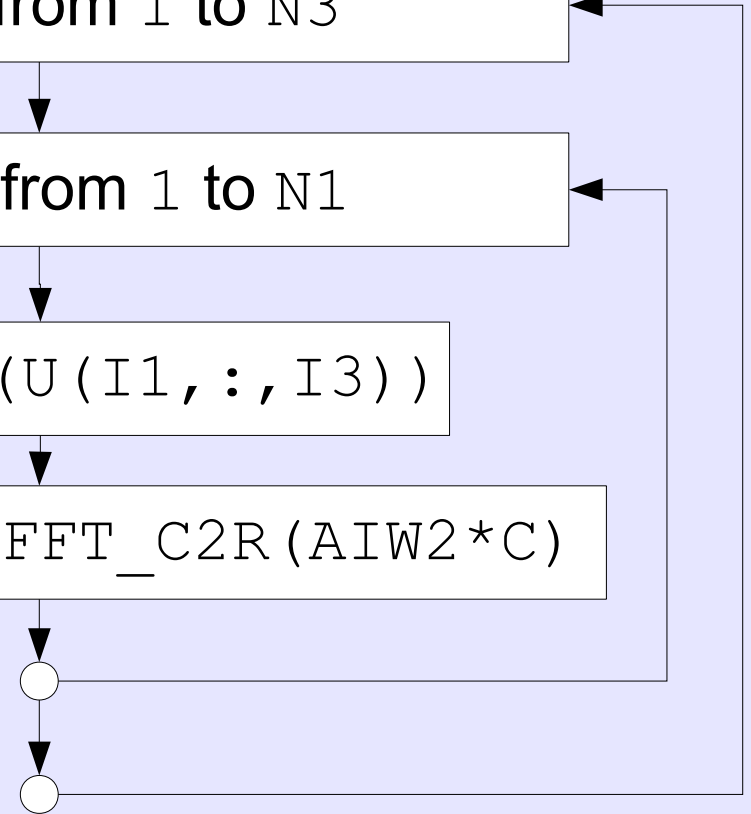 from 1 to N3
from 1 to N1
(U(I1,:,I3))
FFT_C2R(AIW2*C)